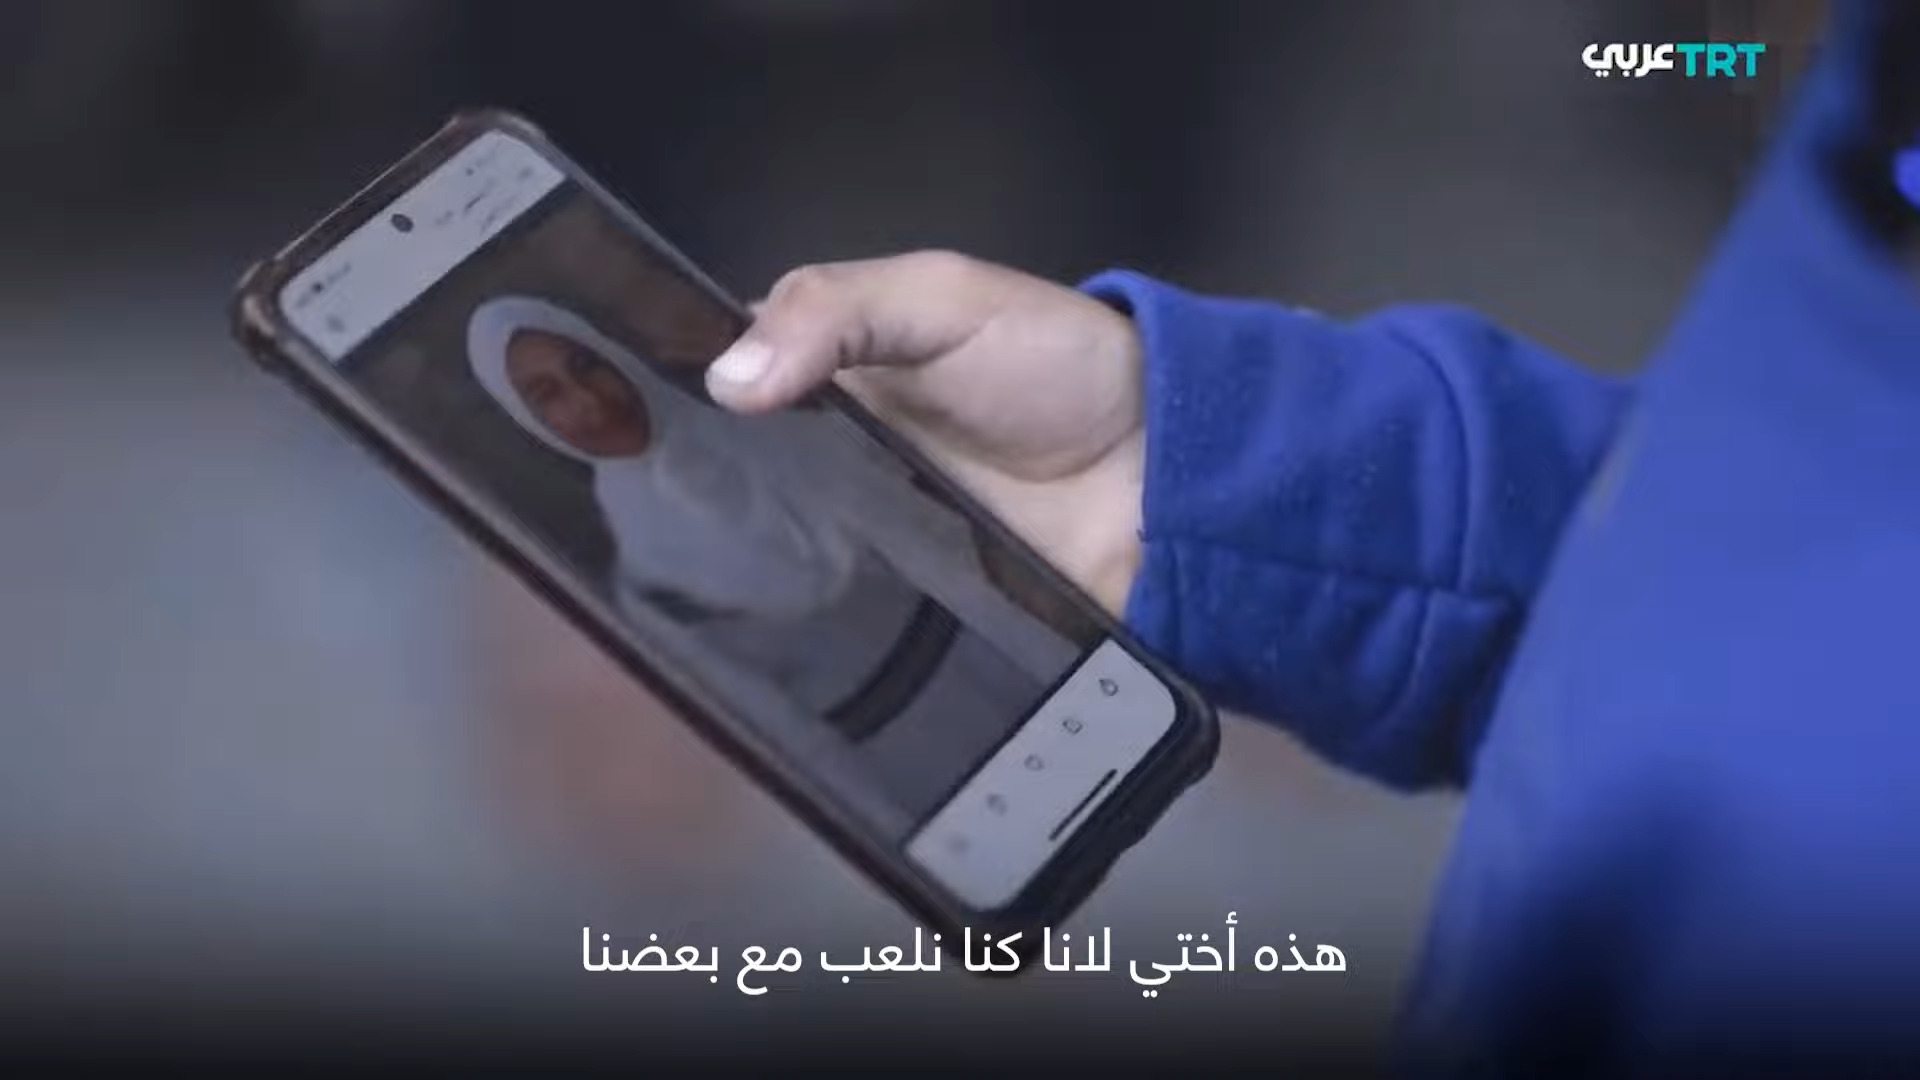 TRT عربي
هذه أختي لانا كنا نلعب مع بعضنا